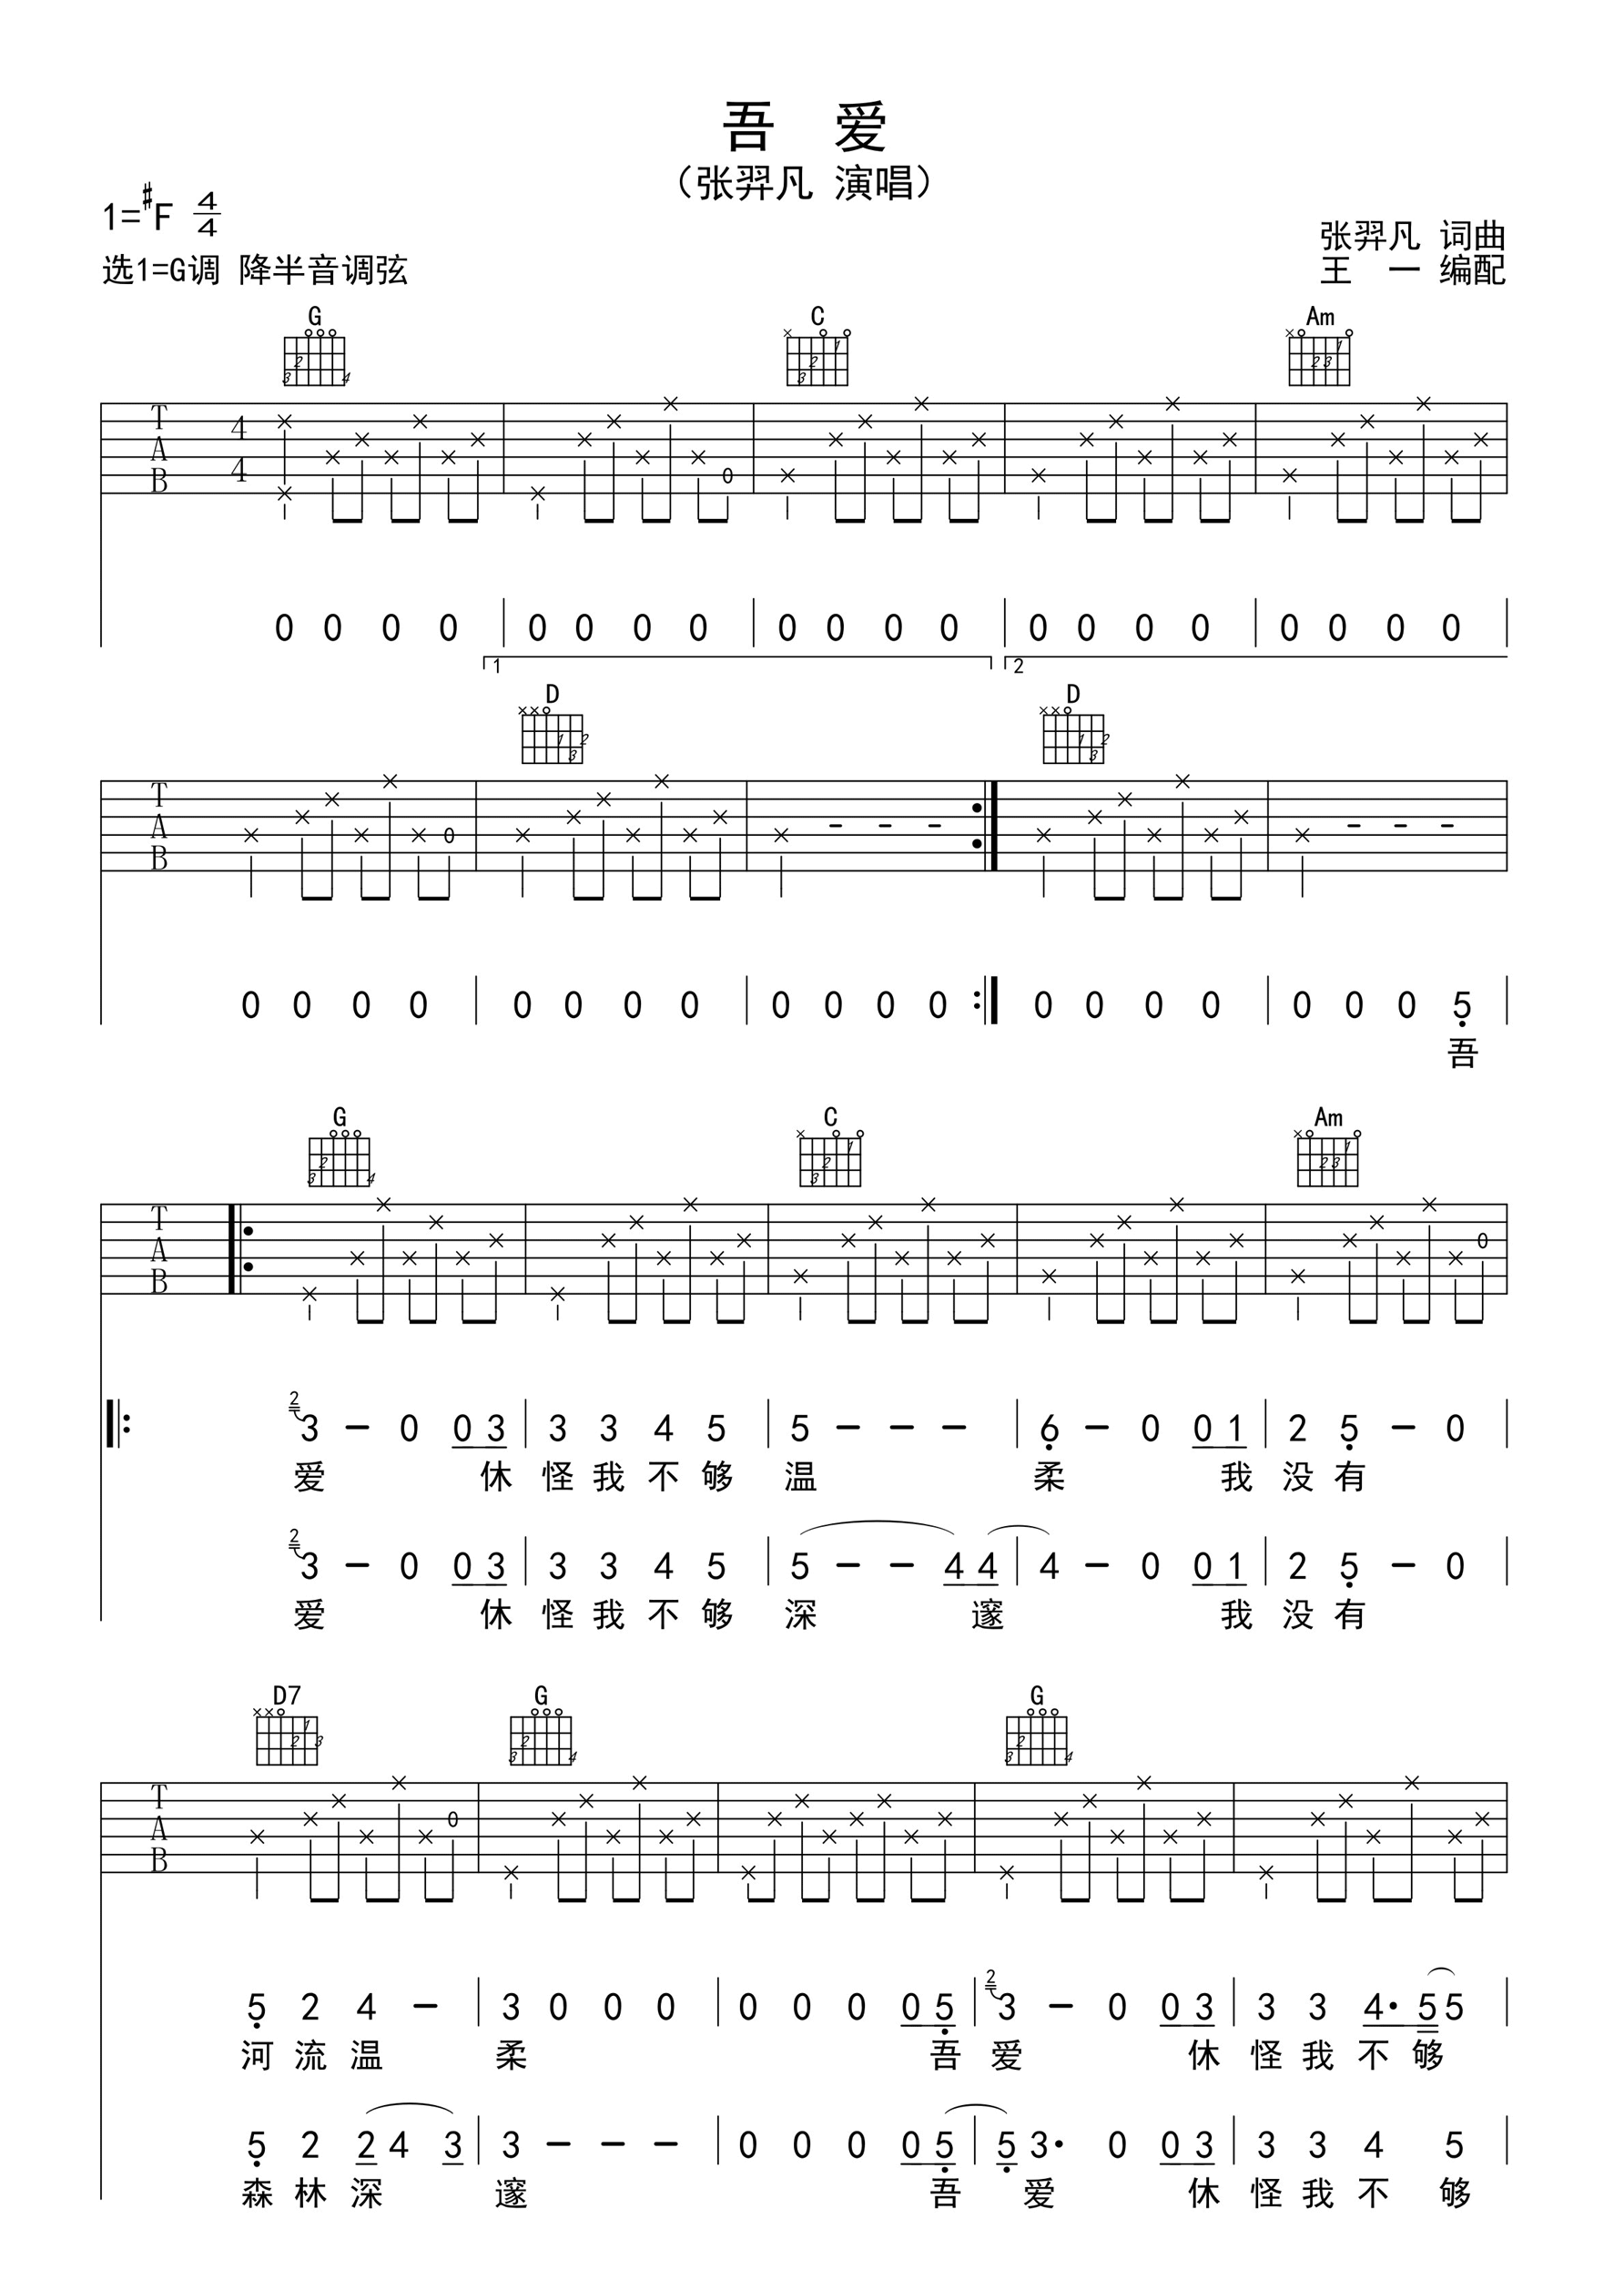 吾 爱
（张羿凡 演唱）
1=#F 4/4
张羿凡 词曲
选1=G调 降半音调弦
王 一 编配
G C Am
T A B 4 4 0
0 0 0 0 0 0 0 0 0 0 0 0 0 0 0 0 0 0 0 0
1 2
D D
T A B 0
0 0 0 0 0 0 0 0 0 0 0 0 0 0 0 0 0 0 0 5
吾
G C Am
T A B 0
2 3 - 0 0 3 3 3 4 5 5 - - - 6 - 0 0 1 2 5 - 0
爱 休 怪 我 不 够 温 柔 我 没 有
2 3 - 0 0 3 3 3 4 5 5 - - 4 4 4 - 0 0 1 2 5 - 0
爱 休 怪 我 不 够 深 邃 我 没 有
D7 G G
T A B 0
5 2 4 - 3 0 0 0 0 0 0 0 5 2 3 - 0 0 3 3 3 4· 5 5
河 流 温 柔 吾 爱 休 怪 我 不 够
5 2 2 4 3 3 - - - 0 0 0 0 5 5 3· 0 0 3 3 3 4 5
森 林 深 邃 吾 爱 休 怪 我 不 够